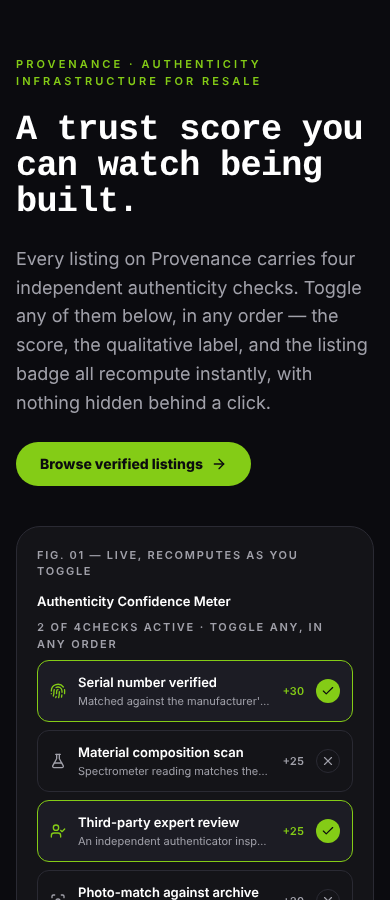 PROVENANCE · AUTHENTICITY
INFRASTRUCTURE FOR RESALE
A trust score you
can watch being
built.
Every listing on Provenance carries four
independent authenticity checks. Toggle
any of them below, in any order — the
score, the qualitative label, and the listing
badge all recompute instantly, with
nothing hidden behind a click.
Browse verified listings →
FIG. 01 — LIVE, RECOMPUTES AS YOU
TOGGLE
Authenticity Confidence Meter
2 OF 4CHECKS ACTIVE · TOGGLE ANY, IN
ANY ORDER
Serial number verified
Matched against the manufacturer'...
+30
Material composition scan
Spectrometer reading matches the...
+25
Third-party expert review
An independent authenticator insp...
+25
Photo-match against archive